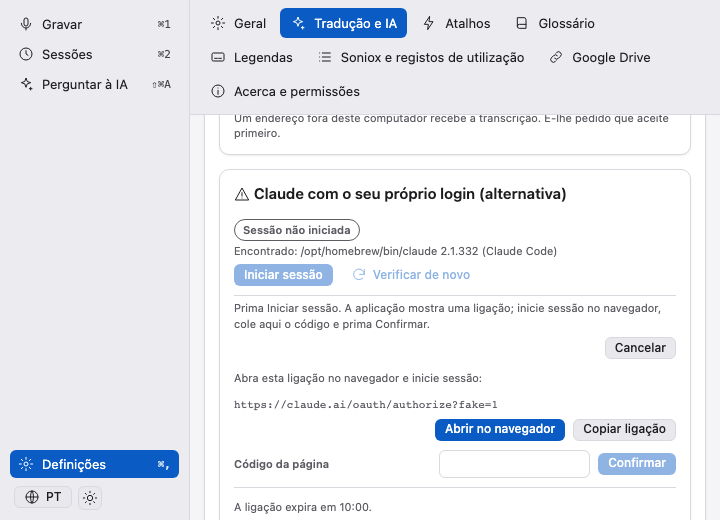 Gravar ⌘1
Sessões ⌘2
Perguntar à IA ⇧⌘A
Definições ⌘,
PT
Geral
Tradução e IA
Atalhos
Glossário
Legendas
Soniox e registos de utilização
Google Drive
Acerca e permissões
Um endereço fora deste computador recebe a transcrição. É-lhe pedido que aceite
primeiro.
Claude com o seu próprio login (alternativa)
Sessão não iniciada
Encontrado: /opt/homebrew/bin/claude 2.1.332 (Claude Code)
Iniciar sessão
Verificar de novo
Prima Iniciar sessão. A aplicação mostra uma ligação; inicie sessão no navegador,
cole aqui o código e prima Confirmar.
Cancelar
Abra esta ligação no navegador e inicie sessão:
https://claude.ai/oauth/authorize?fake=1
Abrir no navegador
Copiar ligação
Código da página
Confirmar
A ligação expira em 10:00.